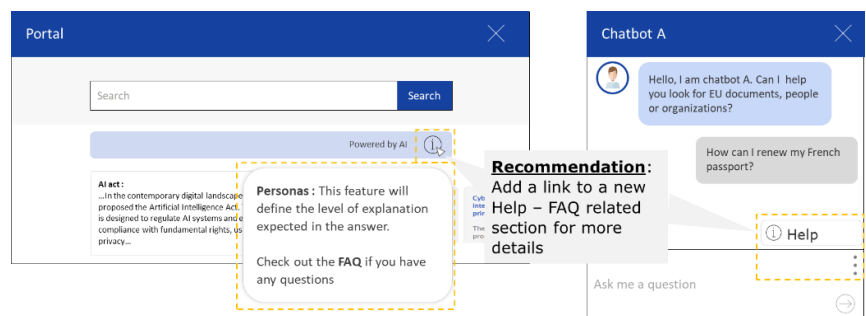 Portal
Search
Search
Powered by AI
AI act :
...In the contemporary digital landscape
proposed the Artificial Intelligence Act.
is designed to regulate AI systems and e
compliance with fundamental rights, us
privacy...
Personas : This feature will
define the level of explanation
expected in the answer.
Check out the FAQ if you have
any questions
Recommendation:
Add a link to a new
Help – FAQ related
section for more
details
Chatbot A
Hello, I am chatbot A. Can I help
you look for EU documents, people
or organizations?
How can I renew my French
passport?
Help
Ask me a question